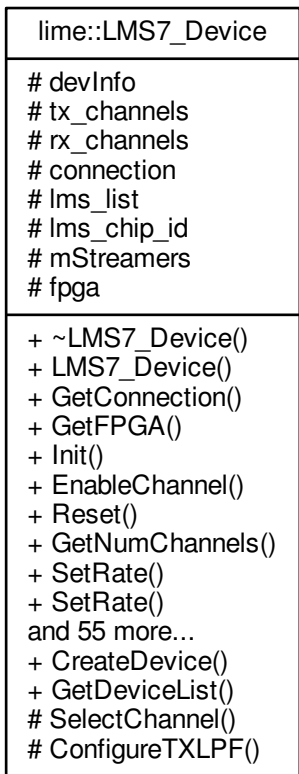 lime::LMS7_Device
# devInfo
# tx_channels
# rx_channels
# connection
# lms_list
# lms_chip_id
# mStreamers
# fpga
+ ~LMS7_Device()
+ LMS7_Device()
+ GetConnection()
+ GetFPGA()
+ Init()
+ EnableChannel()
+ Reset()
+ GetNumChannels()
+ SetRate()
+ SetRate()
and 55 more...
+ CreateDevice()
+ GetDeviceList()
# SelectChannel()
# ConfigureTXLPF()